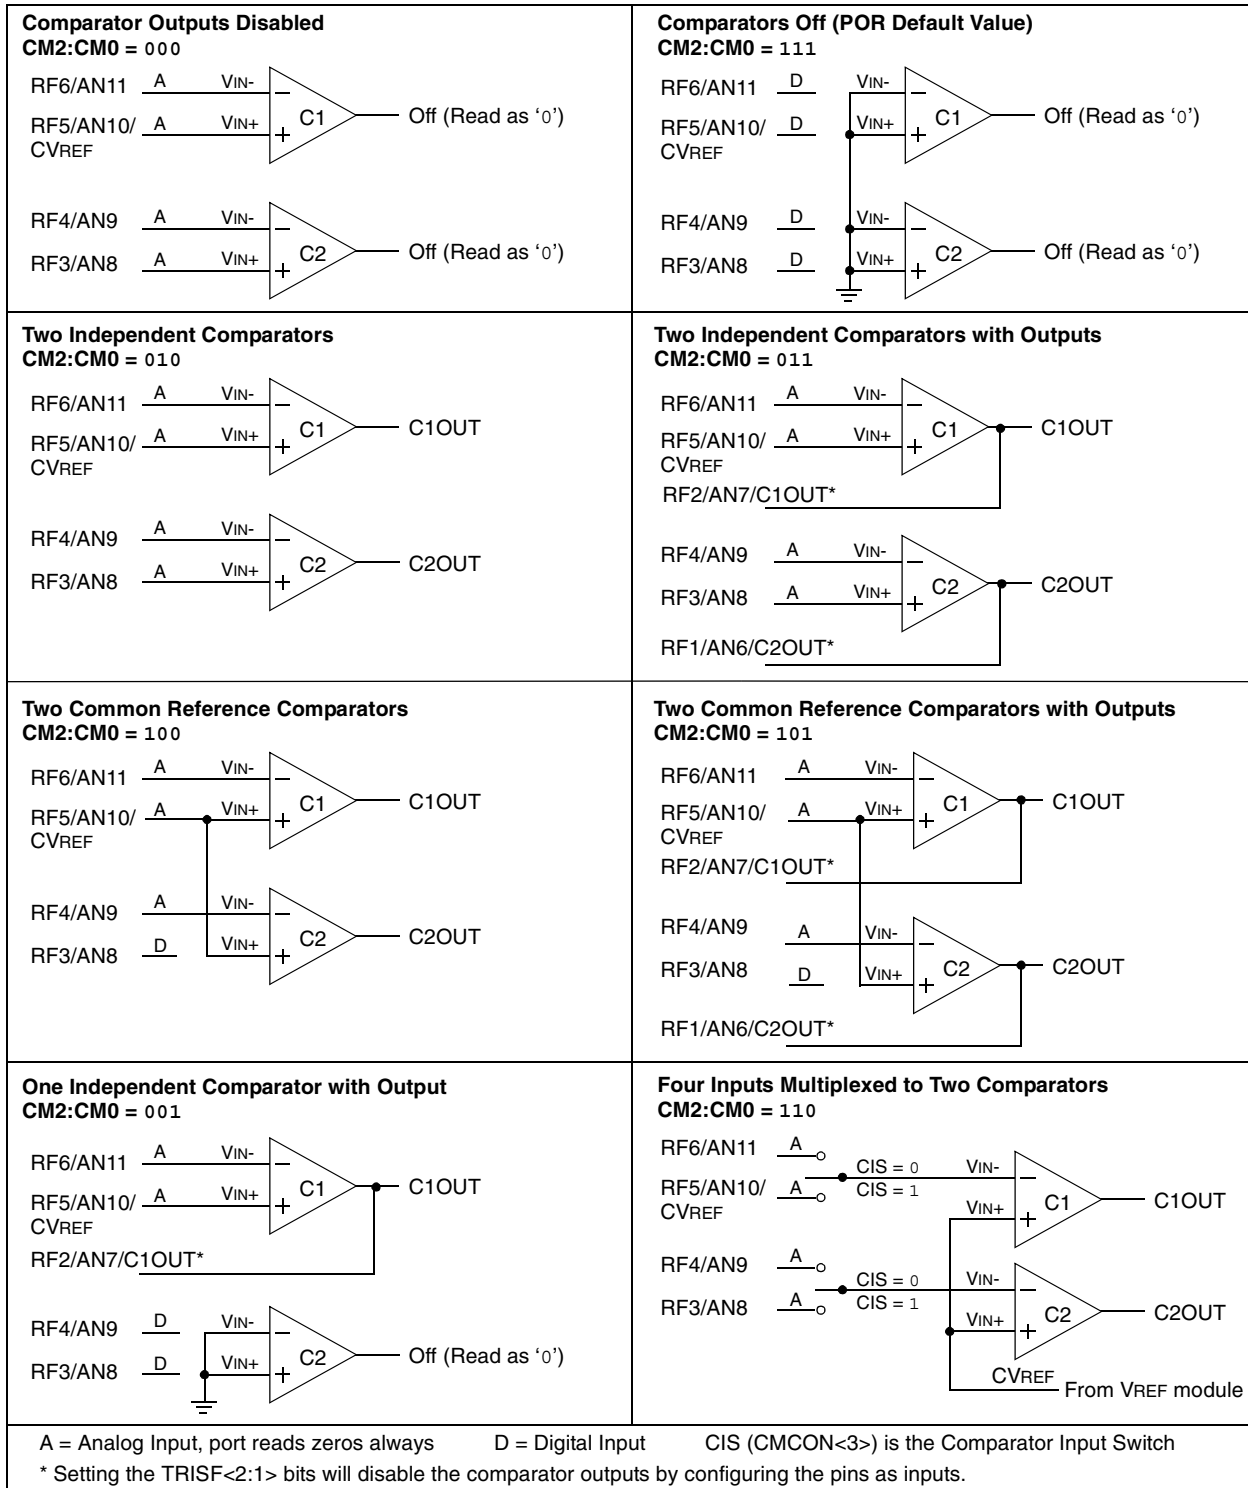 Comparator Outputs Disabled
CM2:CM0 = 000
RF6/AN11 A VIN-
C1 Off (Read as ‘0’)
RF5/AN10/ A VIN+
CVREF
RF4/AN9 A VIN-
C2 Off (Read as ‘0’)
RF3/AN8 A VIN+
Comparators Off (POR Default Value)
CM2:CM0 = 111
RF6/AN11 D VIN-
C1 Off (Read as ‘0’)
RF5/AN10/ D VIN+
CVREF
RF4/AN9 D VIN-
C2 Off (Read as ‘0’)
RF3/AN8 D VIN+
Two Independent Comparators
CM2:CM0 = 010
RF6/AN11 A VIN-
C1 C1OUT
RF5/AN10/ A VIN+
CVREF
RF4/AN9 A VIN-
C2 C2OUT
RF3/AN8 A VIN+
Two Independent Comparators with Outputs
CM2:CM0 = 011
RF6/AN11 A VIN-
C1 C1OUT
RF5/AN10/ A VIN+
CVREF
RF2/AN7/C1OUT*
RF4/AN9 A VIN-
C2 C2OUT
RF3/AN8 A VIN+
RF1/AN6/C2OUT*
Two Common Reference Comparators
CM2:CM0 = 100
RF6/AN11 A VIN-
C1 C1OUT
RF5/AN10/ A VIN+
CVREF
RF4/AN9 A VIN-
C2 C2OUT
RF3/AN8 D VIN+
Two Common Reference Comparators with Outputs
CM2:CM0 = 101
RF6/AN11 A VIN-
C1 C1OUT
RF5/AN10/ A VIN+
CVREF
RF2/AN7/C1OUT*
RF4/AN9 A VIN-
C2 C2OUT
RF3/AN8 D VIN+
RF1/AN6/C2OUT*
One Independent Comparator with Output
CM2:CM0 = 001
RF6/AN11 A VIN-
C1 C1OUT
RF5/AN10/ A VIN+
CVREF
RF2/AN7/C1OUT*
RF4/AN9 D VIN-
C2 Off (Read as ‘0’)
RF3/AN8 D VIN+
Four Inputs Multiplexed to Two Comparators
CM2:CM0 = 110
RF6/AN11 A
CIS = 0 VIN-
RF5/AN10/ A CIS = 1
CVREF
VIN+ C1 C1OUT
RF4/AN9 A
CIS = 0 VIN-
RF3/AN8 A CIS = 1
VIN+ C2 C2OUT
CVREF
From VREF module
A = Analog Input, port reads zeros always D = Digital Input CIS (CMCON<3>) is the Comparator Input Switch
* Setting the TRISF<2:1> bits will disable the comparator outputs by configuring the pins as inputs.